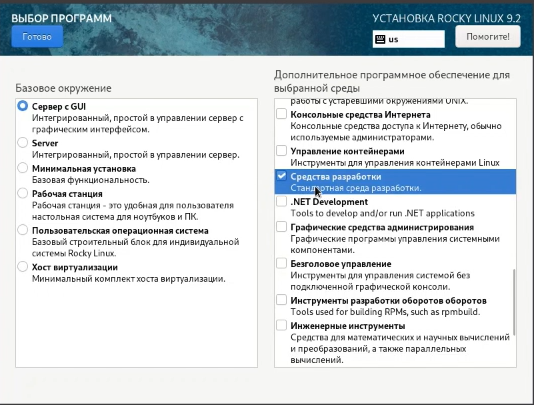 ВЫБОР ПРОГРАММ
УСТАНОВКА ROCKY LINUX 9.2
Готово
us
Помогите!
Базовое окружение
Сервер с GUI
Интегрированный, простой в управлении сервер с
графическим интерфейсом.
Server
Интегрированный, простой в управлении сервер.
Минимальная установка
Базовая функциональность.
Рабочая станция
Рабочая станция - это удобная для пользователя
настольная система для ноутбуков и ПК.
Пользовательская операционная система
Базовый строительный блок для индивидуальной
системы Rocky Linux.
Хост виртуализации
Минимальный комплект хоста виртуализации.
Дополнительное программное обеспечение для
выбранной среды
работы с устаревшими окружениями UNIX.
Консольные средства Интернета
Консольные средства доступа к Интернету, обычно
используемые администраторами.
Управление контейнерами
Инструменты для управления контейнерами Linux
Средства разработки
Стандартная среда разработки.
.NET Development
Tools to develop and/or run .NET applications
Графические средства администрирования
Графические программы управления системными
компонентами.
Безголовое управление
Инструменты для управления системой без
подключенной графической консоли.
Инструменты разработки оборотов оборотов
Tools used for building RPMs, such as rpmbuild.
Инженерные инструменты
Средства для математических и научных вычислений
и преобразований, а также параллельных
вычислений.